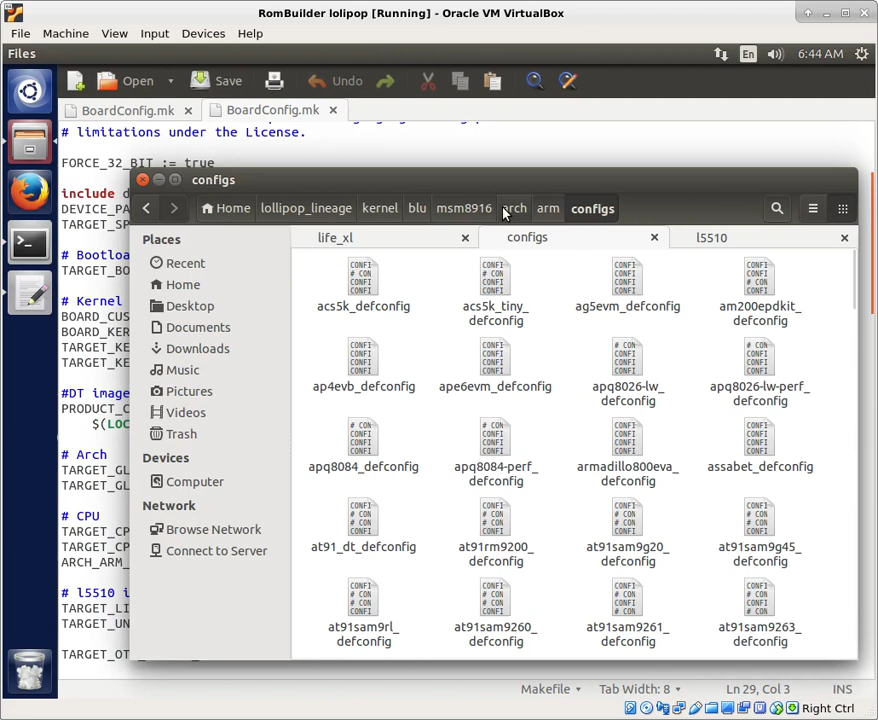 RomBuilder lolipop [Running] - Oracle VM VirtualBox
File Machine View Input Devices Help
Files
En
6:44 AM
Open
Save
Undo
BoardConfig.mk
BoardConfig.mk
# limitations under the License.
FORCE_32_BIT := true
include d
DEVICE_PA
TARGET_SP
# Bootloa
TARGET_BO
# Kernel
BOARD_CUS
BOARD_KER
TARGET_KE
TARGET_KE
#DT image
PRODUCT_C
$(LOC
# Arch
TARGET_GL
TARGET_GL
# CPU
TARGET_CP
TARGET_CP
ARCH_ARM_
# l5510 i
TARGET_LI
TARGET_UN
TARGET_OT
configs
Home lollipop_lineage kernel blu msm8916 arch arm configs
Places
Recent
Home
Desktop
Documents
Downloads
Music
Pictures
Videos
Trash
Devices
Computer
Network
Browse Network
Connect to Server
life_xl
configs
l5510
acs5k_defconfig
acs5k_tiny_
defconfig
ag5evm_defconfig
am200epdkit_
defconfig
ap4evb_defconfig
ape6evm_defconfig
apq8026-lw_
defconfig
apq8026-lw-perf_
defconfig
apq8084_defconfig
apq8084-perf_
defconfig
armadillo800eva_
defconfig
assabet_defconfig
at91_dt_defconfig
at91rm9200_
defconfig
at91sam9g20_
defconfig
at91sam9g45_
defconfig
at91sam9rl_
defconfig
at91sam9260_
defconfig
at91sam9261_
defconfig
at91sam9263_
defconfig
Makefile
Tab Width: 8
Ln 29, Col 3
INS
Right Ctrl